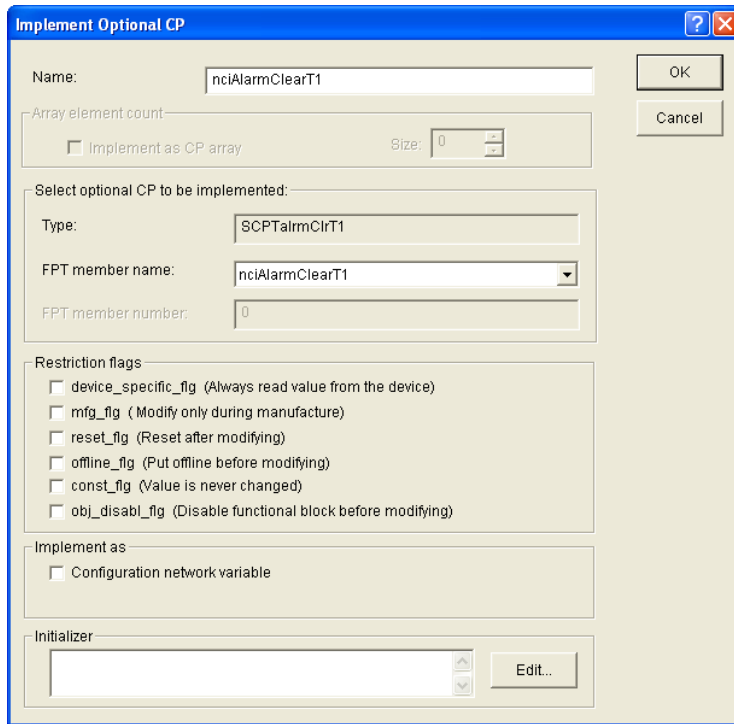 Implement Optional CP
Name: nciAlarmClearT1
OK
Array element count
Implement as CP array Size: 0
Cancel
Select optional CP to be implemented:
Type: SCPTalrmClrT1
FPT member name: nciAlarmClearT1
FPT member number: 0
Restriction flags
device_specific_flg (Always read value from the device)
mfg_flg ( Modify only during manufacture)
reset_flg (Reset after modifying)
offline_flg (Put offline before modifying)
const_flg (Value is never changed)
obj_disabl_flg (Disable functional block before modifying)
Implement as
Configuration network variable
Initializer
Edit...